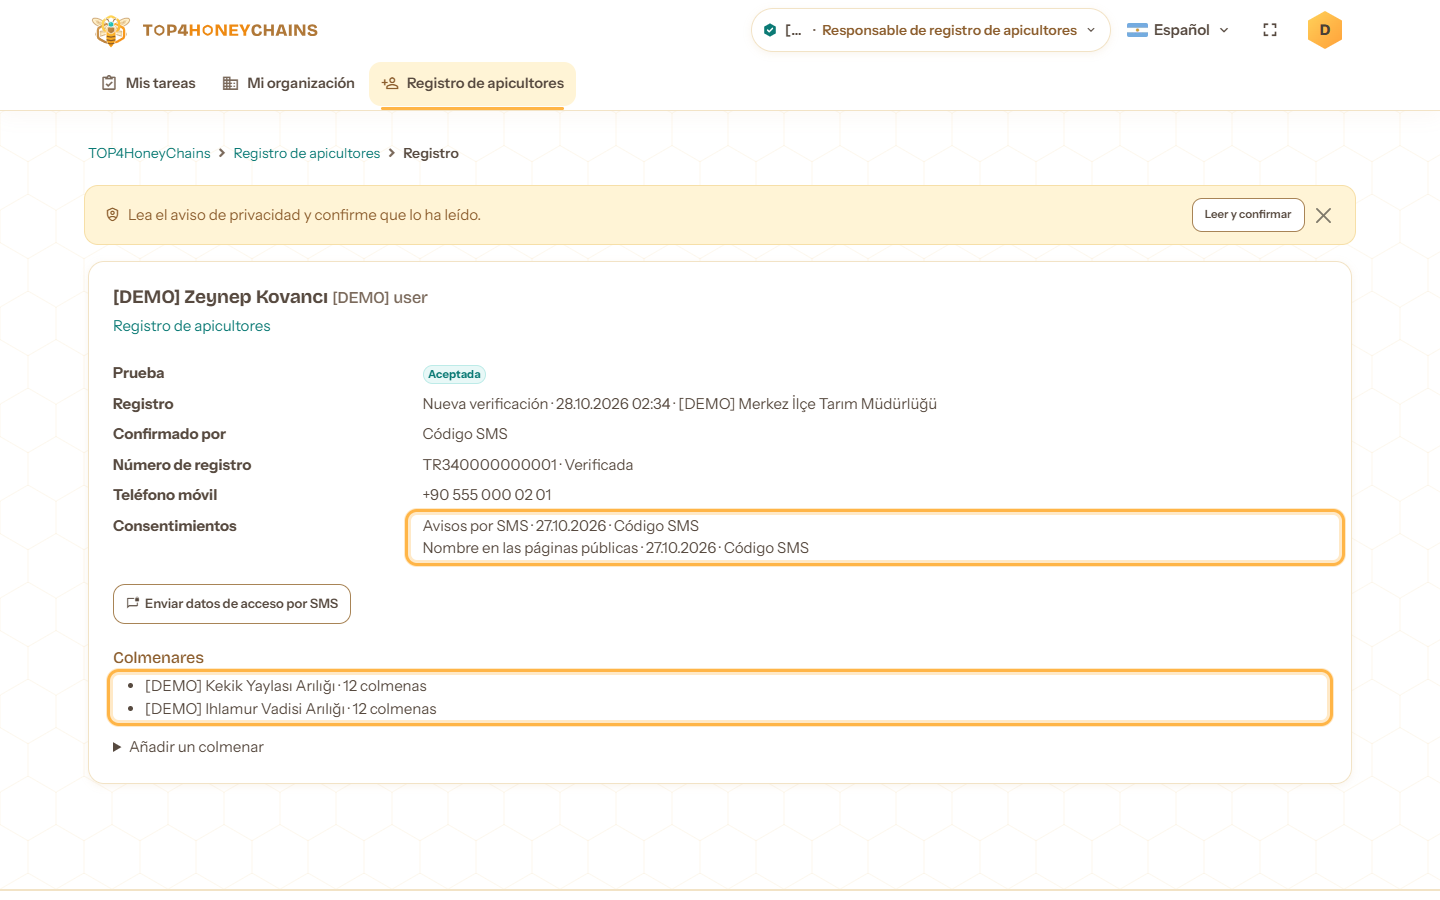 TOP4HONEYCHAINS
[... · Responsable de registro de apicultores
Español
D
Mis tareas
Mi organización
Registro de apicultores
TOP4HoneyChains > Registro de apicultores > Registro
Lea el aviso de privacidad y confirme que lo ha leído.
Leer y confirmar
[DEMO] Zeynep Kovancı [DEMO] user
Registro de apicultores
Prueba Aceptada
Registro Nueva verificación · 28.10.2026 02:34 · [DEMO] Merkez İlçe Tarım Müdürlüğü
Confirmado por Código SMS
Número de registro TR340000000001 · Verificada
Teléfono móvil +90 555 000 02 01
Consentimientos Avisos por SMS · 27.10.2026 · Código SMS
Nombre en las páginas públicas · 27.10.2026 · Código SMS
Enviar datos de acceso por SMS
Colmenares
• [DEMO] Kekik Yaylası Arılığı · 12 colmenas
• [DEMO] Ihlamur Vadisi Arılığı · 12 colmenas
Añadir un colmenar